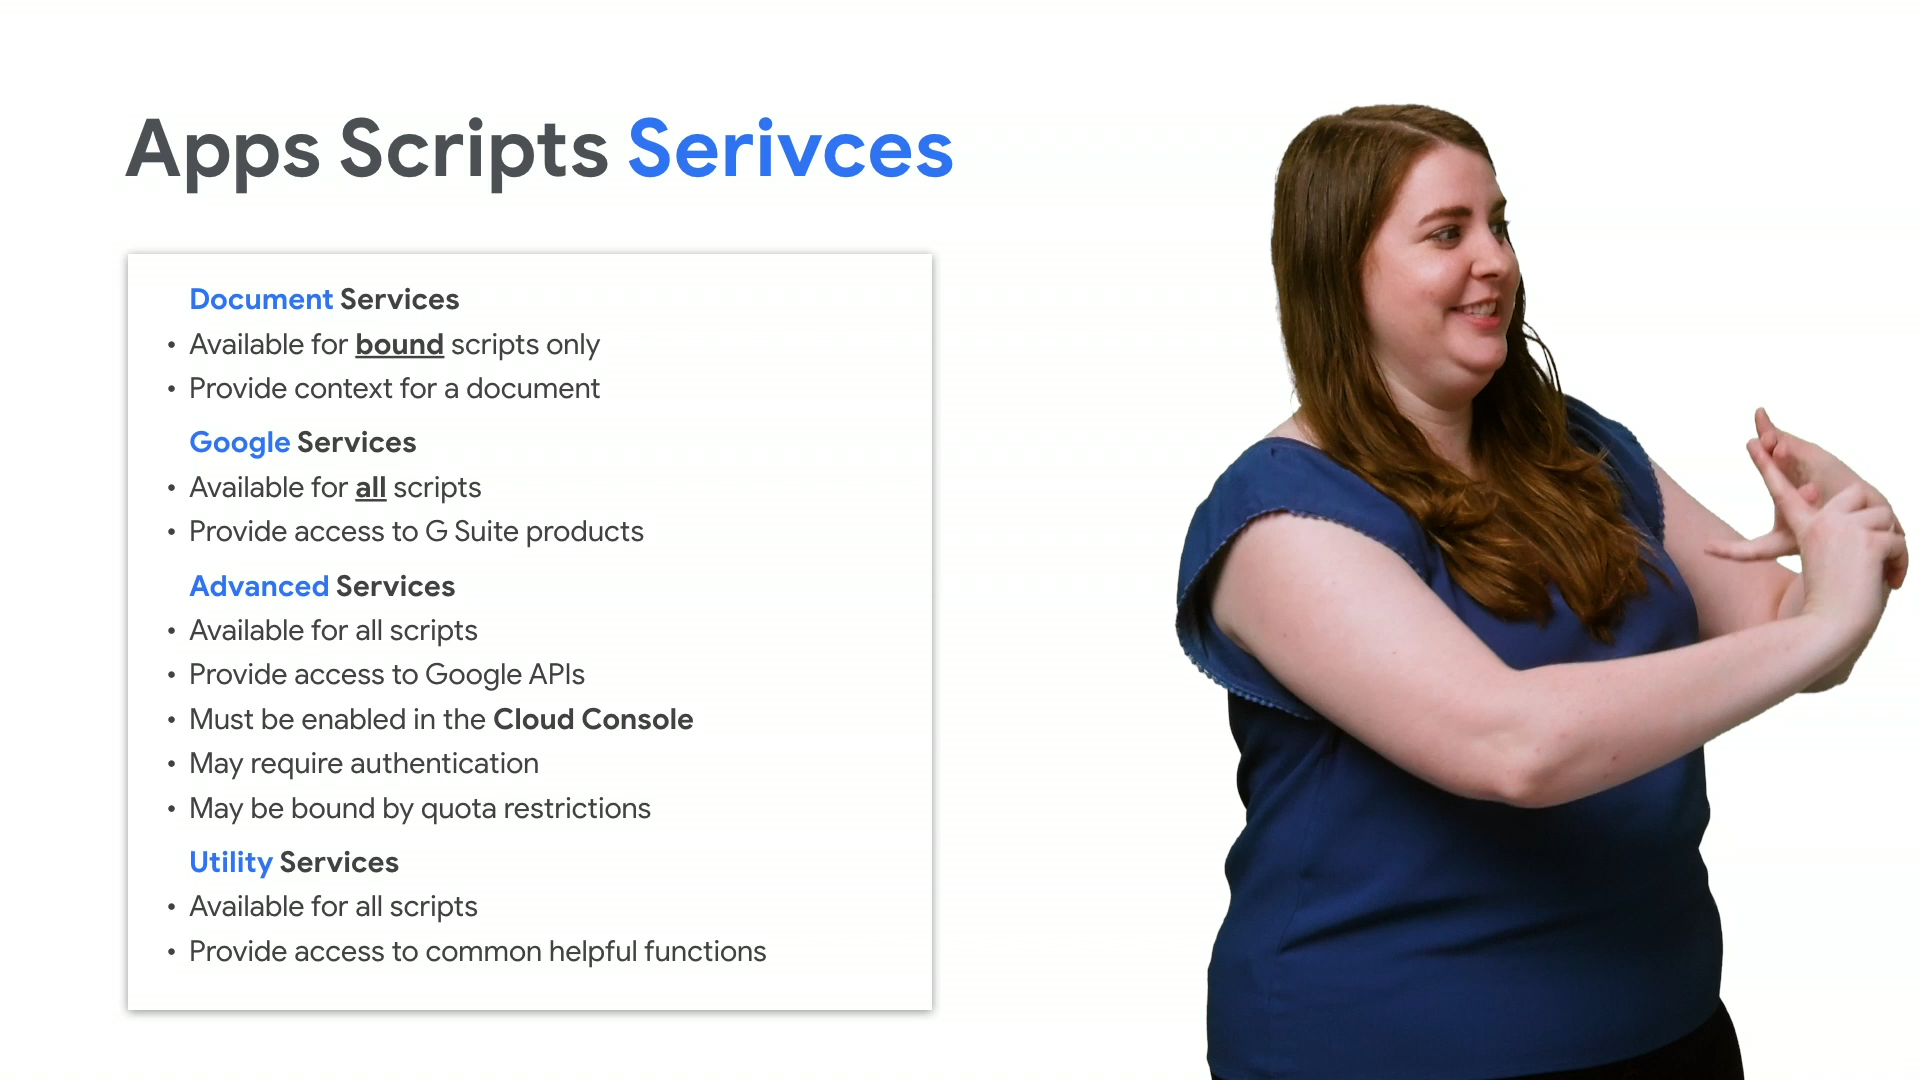 Apps Scripts Serivces
Document Services
• Available for bound scripts only
• Provide context for a document
Google Services
• Available for all scripts
• Provide access to G Suite products
Advanced Services
• Available for all scripts
• Provide access to Google APIs
• Must be enabled in the Cloud Console
• May require authentication
• May be bound by quota restrictions
Utility Services
• Available for all scripts
• Provide access to common helpful functions